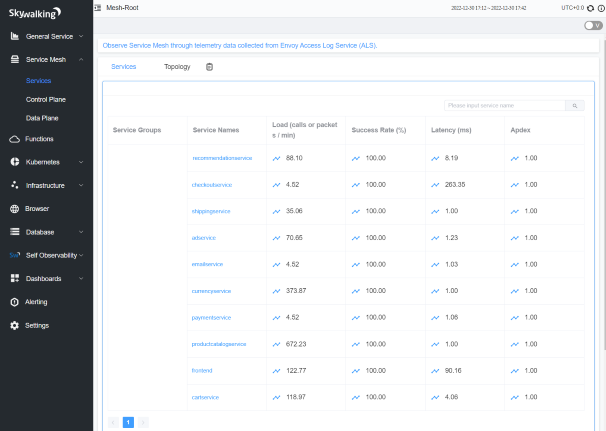 Skywalking
Mesh-Root
2022-12-30 17:12 ~ 2022-12-30 17:42
UTC+0:0
V
General Service
Service Mesh
Services
Control Plane
Data Plane
Functions
Kubernetes
Infrastructure
Browser
Database
Self Observability
Dashboards
Alerting
Settings
Observe Service Mesh through telemetry data collected from Envoy Access Log Service (ALS).
Services Topology
Please input service name
Service Groups Service Names Load (calls or packet
s / min) Success Rate (%) Latency (ms) Apdex
recommendationservice 88.10 100.00 8.19 1.00
checkoutservice 4.52 100.00 263.35 1.00
shippingservice 35.06 100.00 1.00 1.00
adservice 70.65 100.00 1.23 1.00
emailservice 4.52 100.00 1.03 1.00
currencyservice 373.87 100.00 1.00 1.00
paymentservice 4.52 100.00 1.06 1.00
productcatalogservice 672.23 100.00 1.00 1.00
frontend 122.77 100.00 90.16 1.00
cartservice 118.97 100.00 4.06 1.00
1